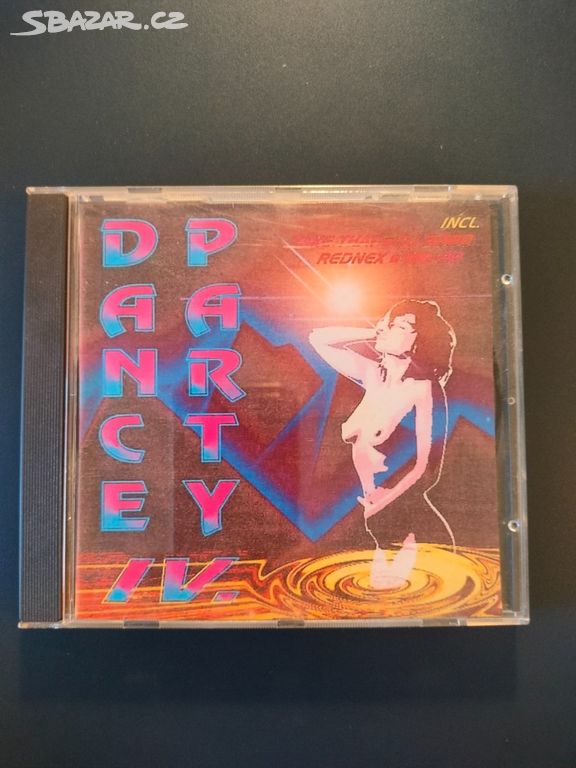 SBAZAR.CZ
DANCE
PARTY
IV.
INCL.
REDNEX